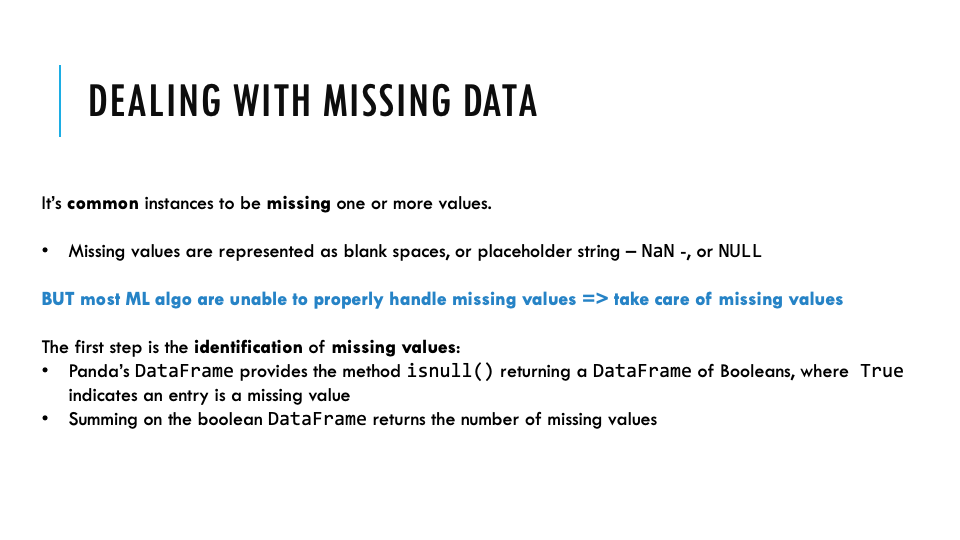 DEALING WITH MISSING DATA
It's common instances to be missing one or more values.
• Missing values are represented as blank spaces, or placeholder string – NaN -, or NULL
BUT most ML algo are unable to properly handle missing values => take care of missing values
The first step is the identification of missing values:
• Panda's DataFrame provides the method isnull() returning a DataFrame of Booleans, where True
indicates an entry is a missing value
• Summing on the boolean DataFrame returns the number of missing values